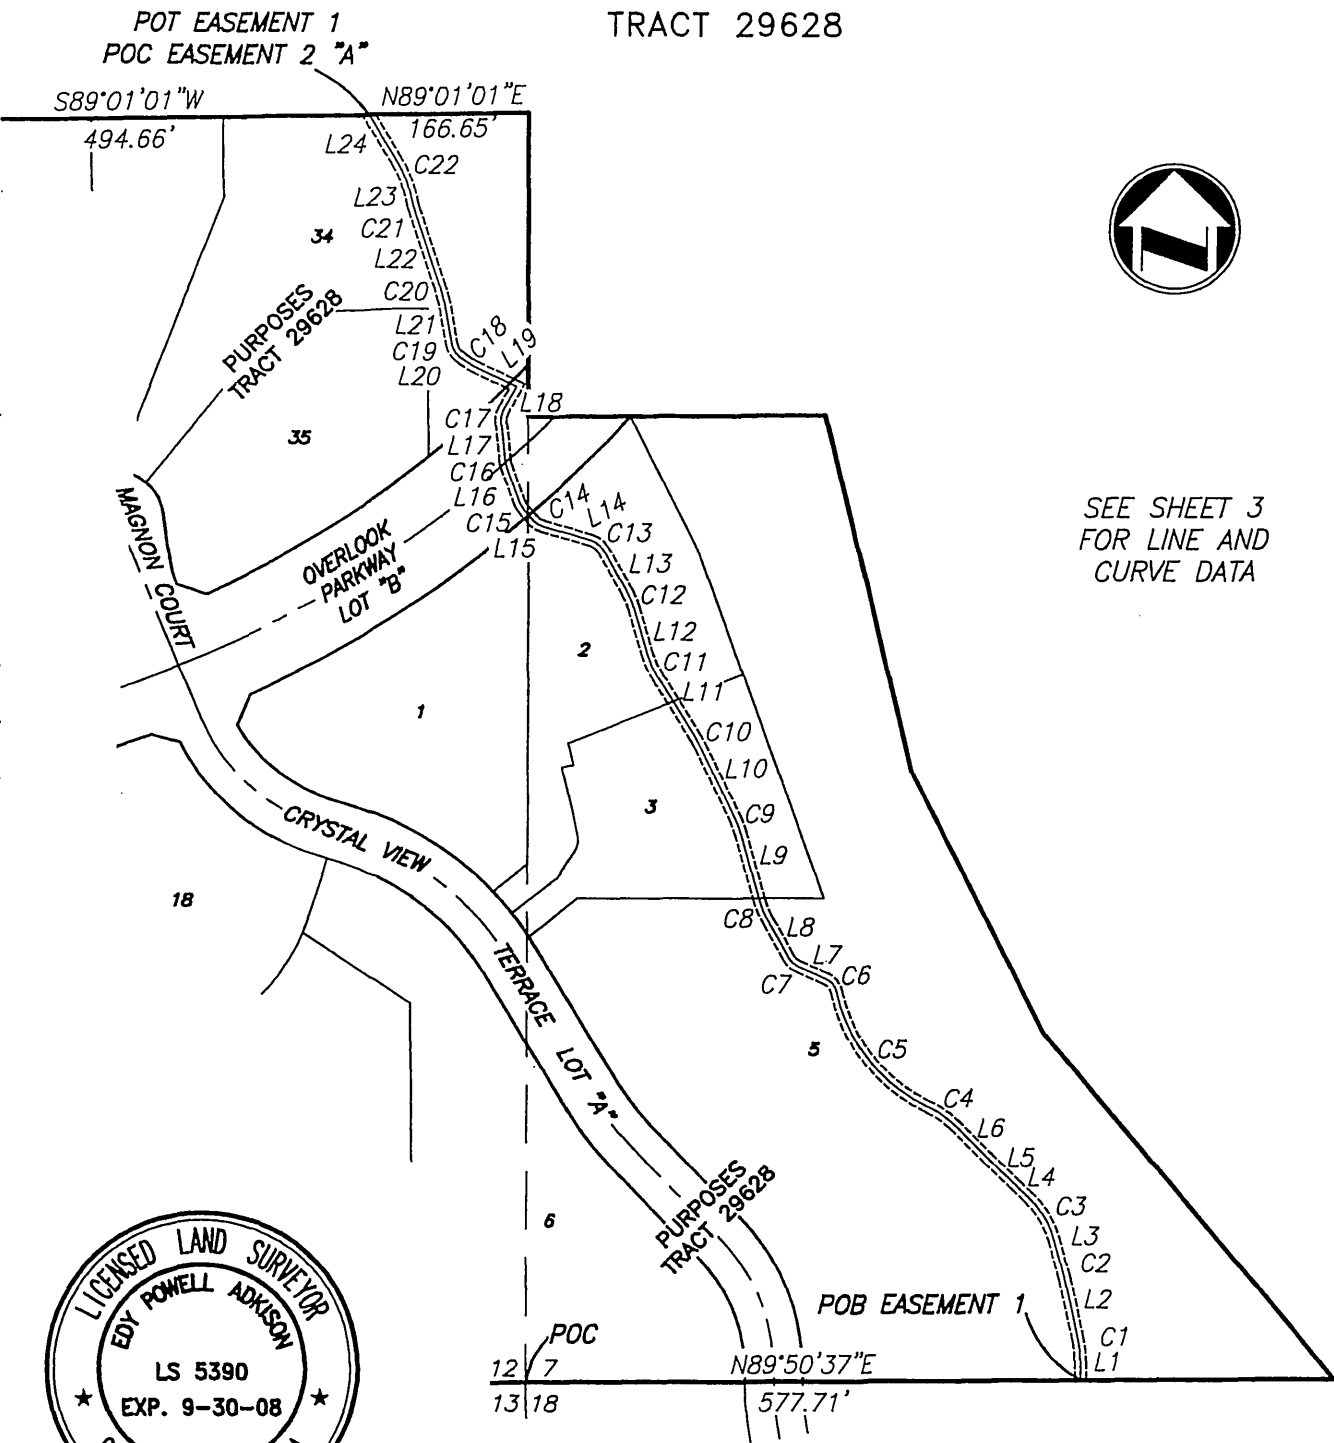 TRACT 29628
POT EASEMENT 1
POC EASEMENT 2 "A"
S89°01'01"W
494.66'
N89°01'01"E
166.65'
L24
C22
L23
C21
34
L22
C20
L21
C18
L19
C19
L20
PURPOSES
TRACT 29628
L18
C17
35
L17
C16
L16
C15
L15
C14
L14
C13
L13
C12
L12
C11
L11
C10
L10
C9
L9
SEE SHEET 3
FOR LINE AND
CURVE DATA
MAGNON COURT
OVERLOOK
PARKWAY
LOT "B"
2
1
3
CRYSTAL VIEW
TERRACE LOT "A"
18
C8
L8
L7
C7
C6
5
C5
C4
L6
L5
L4
C3
L3
C2
L2
C1
L1
6
PURPOSES
TRACT 29628
POB EASEMENT 1
POC
12
7
13
18
N89°50'37"E
577.71'
LICENSED LAND SURVEYOR
EDY POWELL ADKISON
LS 5390
EXP. 9-30-08